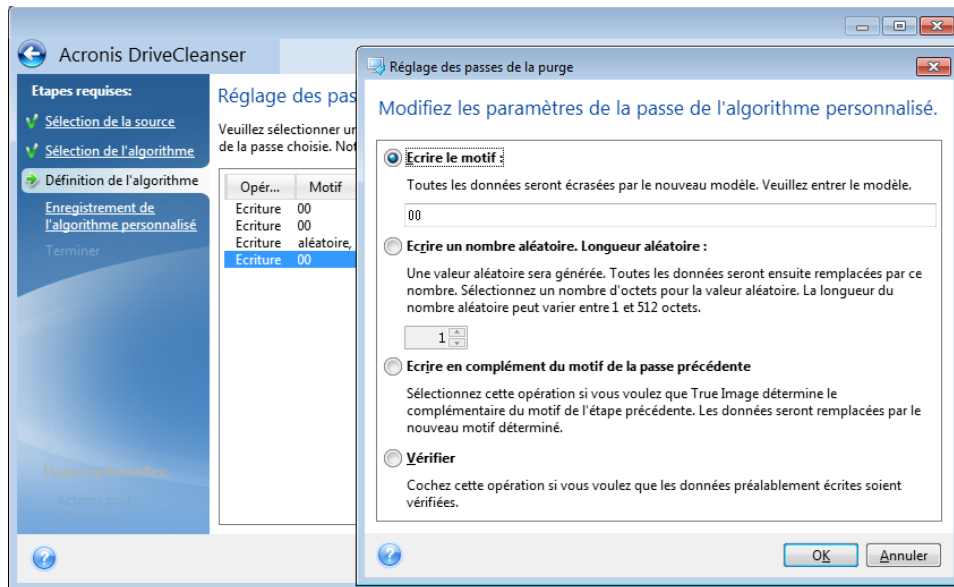 Acronis DriveCleanser
Etapes requises:
Sélection de la source
Sélection de l'algorithme
Définition de l'algorithme
Enregistrement de
l'algorithme personnalisé
Terminer
Etapes optionnelles:
Actions post-
Réglage des pas
Veuillez sélectionner un
de la passe choisie. Not
Opér... Motif
Ecriture 00
Ecriture 00
Ecriture aléatoire,
Ecriture 00
Réglage des passes de la purge
Modifiez les paramètres de la passe de l'algorithme personnalisé.
Ecrire le motif :
Toutes les données seront écrasées par le nouveau modèle. Veuillez entrer le modèle.
00
Ecrire un nombre aléatoire. Longueur aléatoire :
Une valeur aléatoire sera générée. Toutes les données seront ensuite remplacées par ce
nombre. Sélectionnez un nombre d'octets pour la valeur aléatoire. La longueur du
nombre aléatoire peut varier entre 1 et 512 octets.
1
Ecrire en complément du motif de la passe précédente
Sélectionnez cette opération si vous voulez que True Image détermine le
complémentaire du motif de l'étape précédente. Les données seront remplacées par le
nouveau motif déterminé.
Vérifier
Cochez cette opération si vous voulez que les données préalablement écrites soient
vérifiées.
OK
Annuler